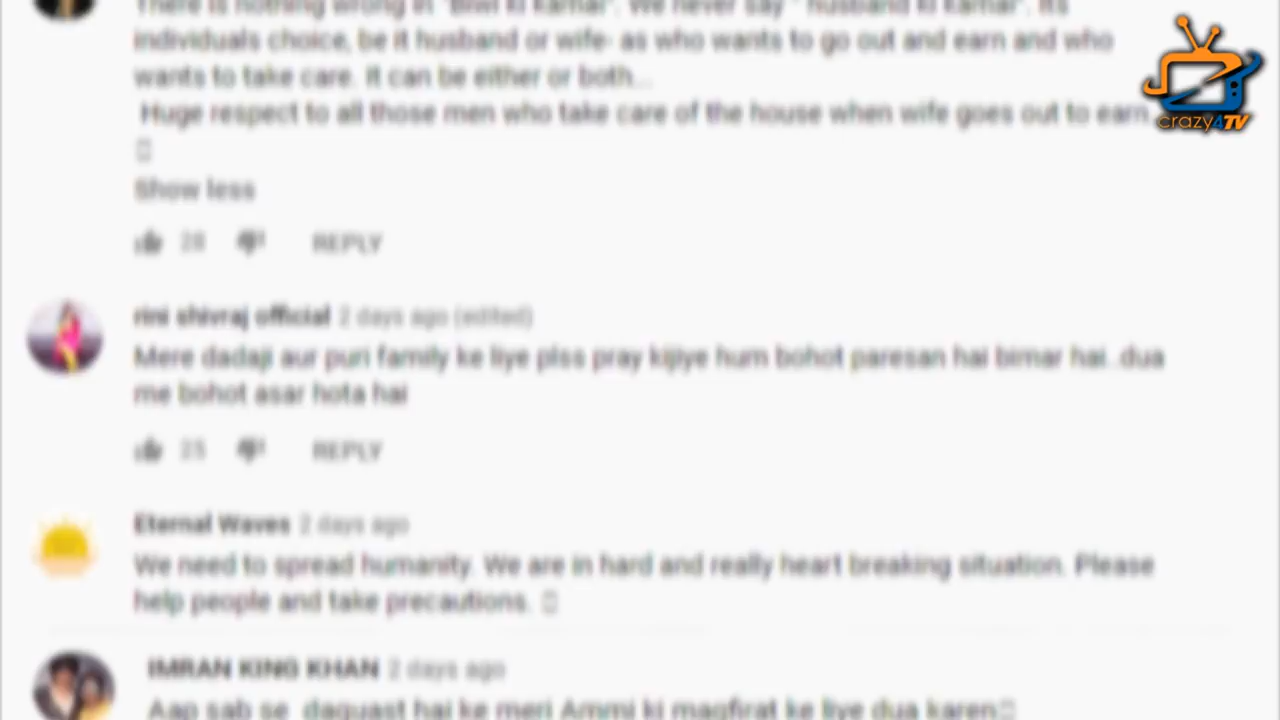 There is nothing wrong in "Biwi ki kamai". We never say " husband ki kamai". Its
individuals choice, be it husband or wife- as who wants to go out and earn and who
wants to take care. It can be either or both...
Huge respect to all those men who take care of the house when wife goes out to earn.
Show less
28 REPLY
rini shivraj official 2 days ago (edited)
Mere dadaji aur puri family ke liye plss pray kijiye hum bohot paresan hai bimar hai..dua
me bohot asar hota hai
25 REPLY
Eternal Waves 2 days ago
We need to spread humanity. We are in hard and really heart breaking situation. Please
help people and take precautions.
IMRAN KING KHAN 2 days ago
Aap sab se daquast hai ke meri Ammi ki magfirat ke liye dua karen
crazy4TV